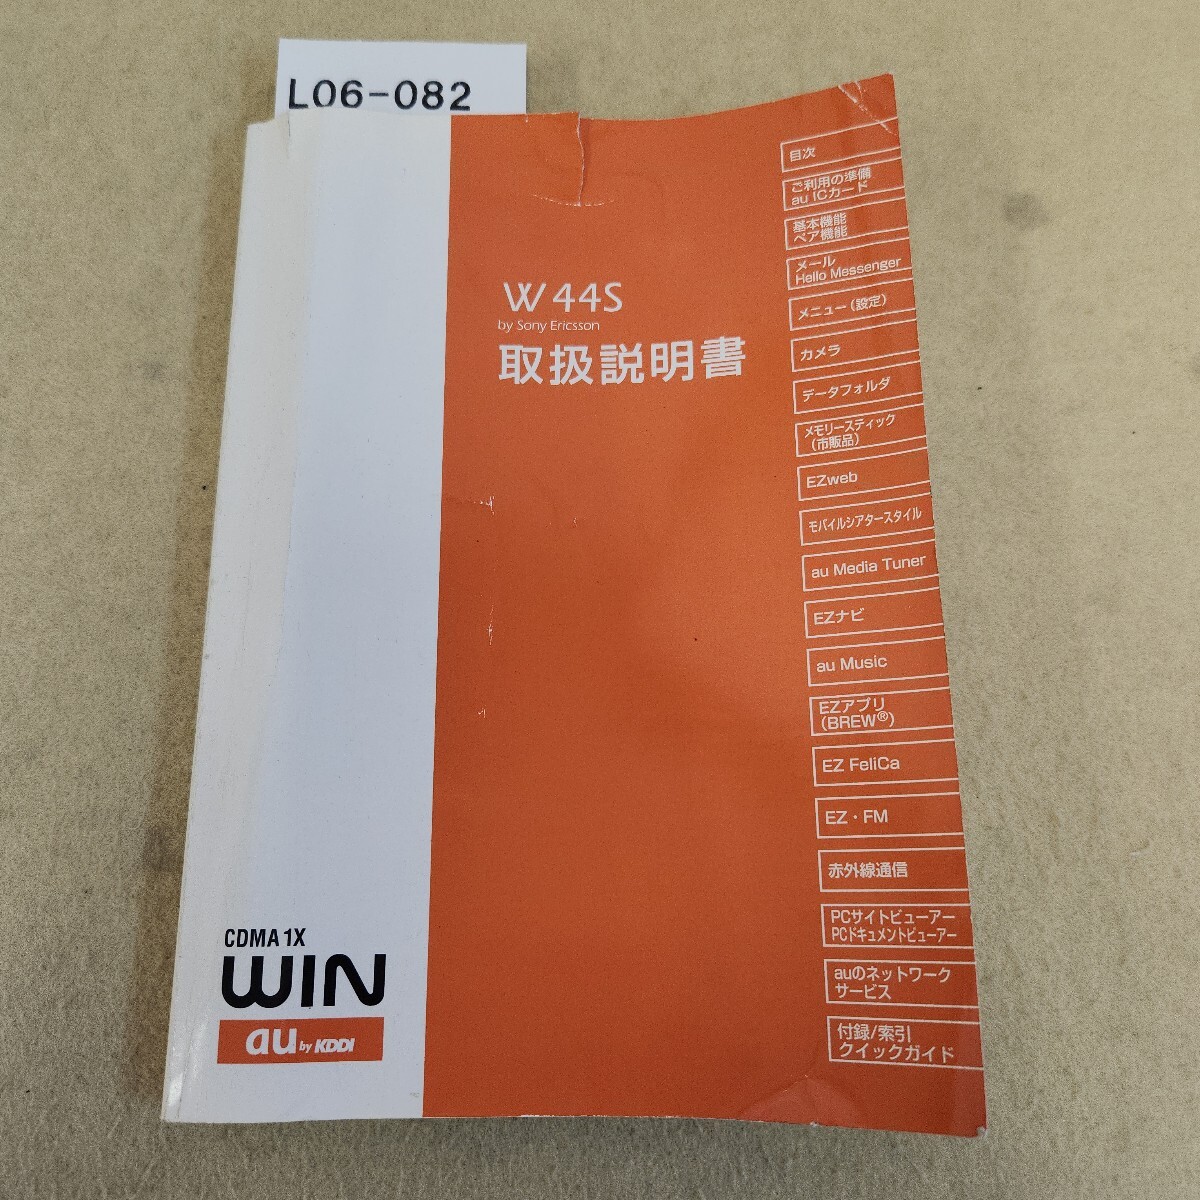 L06-082
W44S
by Sony Ericsson
取扱説明書
目次
ご利用の準備
au ICカード
基本機能
ペア機能
メール
Hello Messenger
メニュー(設定)
カメラ
データフォルダ
メモリースティック
(市販品)
EZweb
モバイルシアタースタイル
au Media Tuner
EZナビ
au Music
EZアプリ
(BREW®)
EZ FeliCa
EZ・FM
赤外線通信
PCサイトビューアー
PCドキュメントビューアー
auのネットワーク
サービス
付録/索引
クイックガイド
CDMA 1X
WIN
au by KDDI